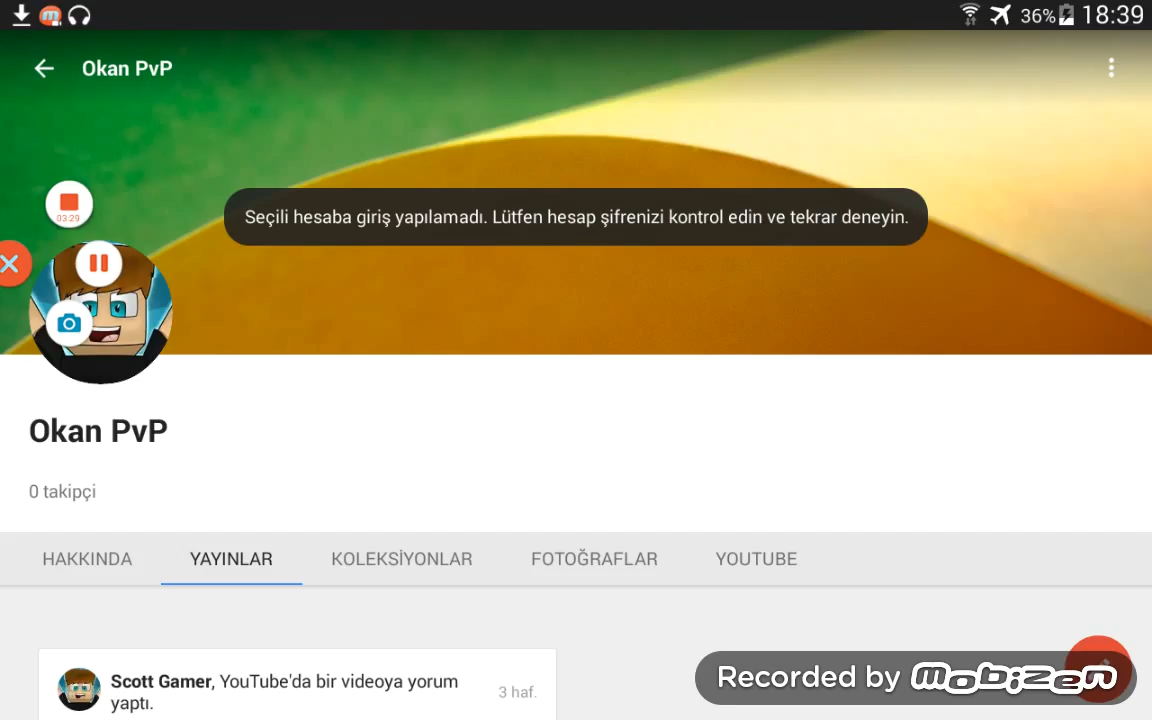 36% 18:39
Okan PvP
03:29
Seçili hesaba giriş yapılamadı. Lütfen hesap şifrenizi kontrol edin ve tekrar deneyin.
Okan PvP
0 takipçi
HAKKINDA YAYINLAR KOLEKSİYONLAR FOTOĞRAFLAR YOUTUBE
Scott Gamer, YouTube'da bir videoya yorum
yaptı.
3 haf.
Recorded by mobizen